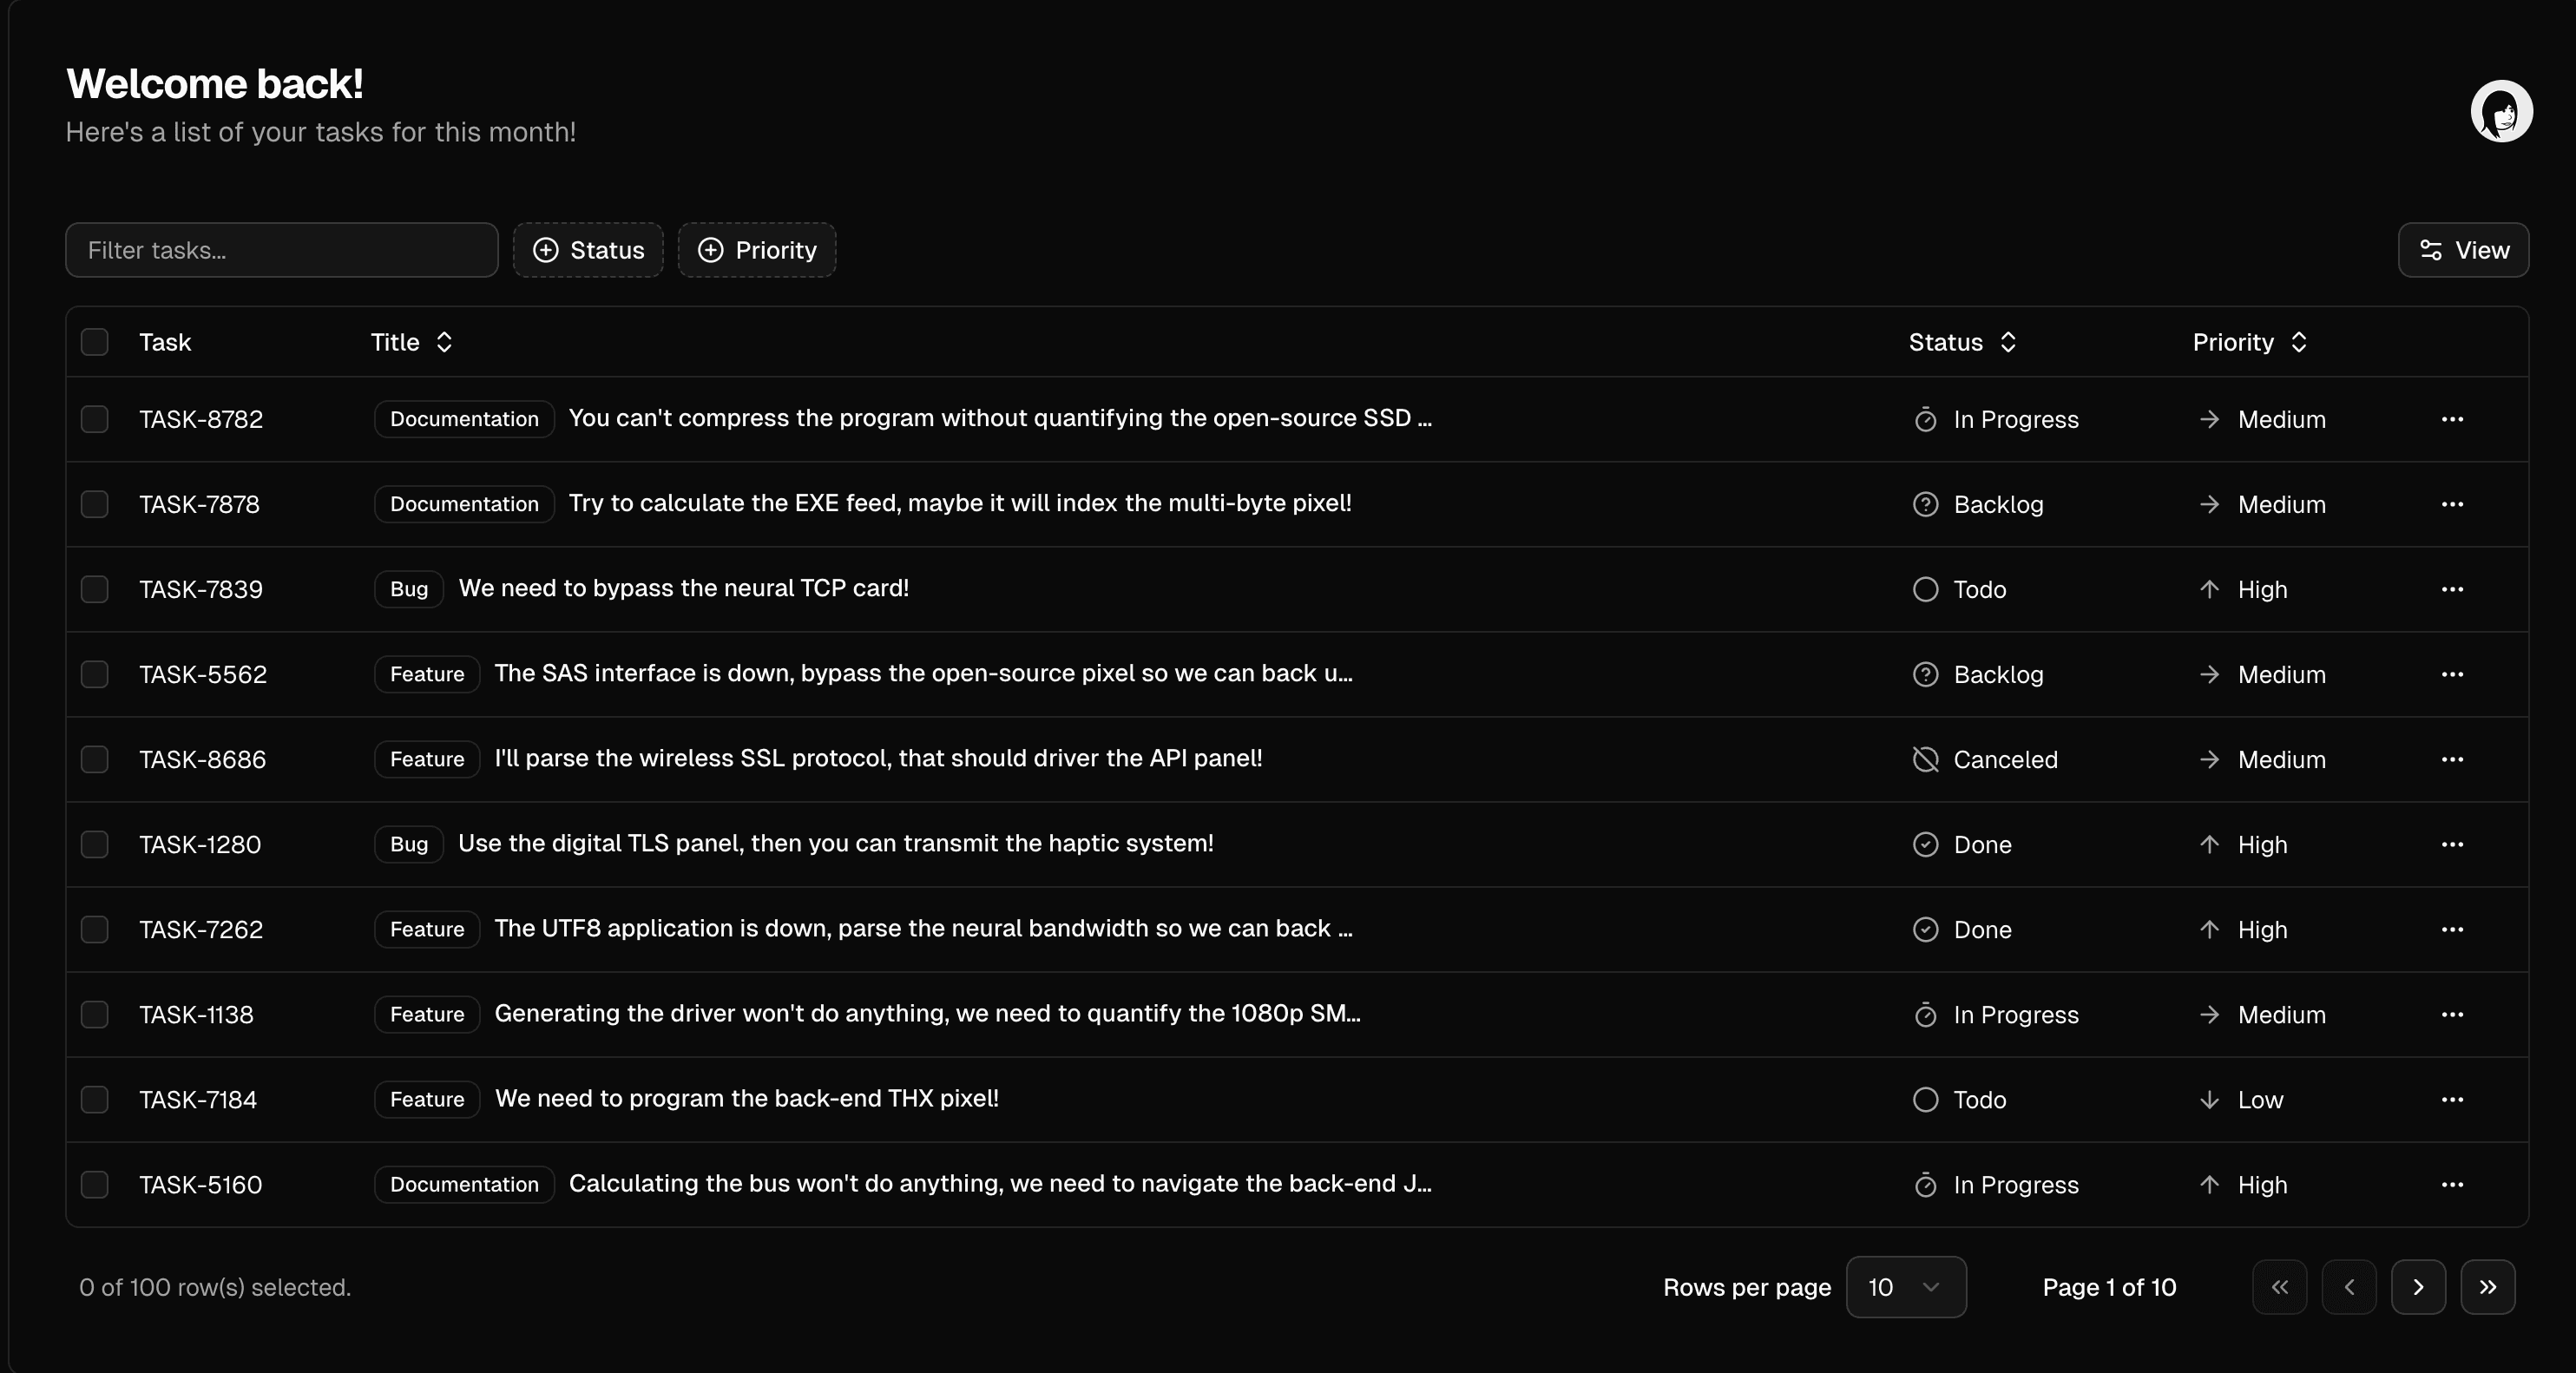 Welcome back!
Here's a list of your tasks for this month!
Filter tasks...
Status
Priority
View
Task Title Status Priority
TASK-8782 Documentation You can't compress the program without quantifying the open-source SSD ... In Progress Medium
TASK-7878 Documentation Try to calculate the EXE feed, maybe it will index the multi-byte pixel! Backlog Medium
TASK-7839 Bug We need to bypass the neural TCP card! Todo High
TASK-5562 Feature The SAS interface is down, bypass the open-source pixel so we can back u... Backlog Medium
TASK-8686 Feature I'll parse the wireless SSL protocol, that should driver the API panel! Canceled Medium
TASK-1280 Bug Use the digital TLS panel, then you can transmit the haptic system! Done High
TASK-7262 Feature The UTF8 application is down, parse the neural bandwidth so we can back ... Done High
TASK-1138 Feature Generating the driver won't do anything, we need to quantify the 1080p SM... In Progress Medium
TASK-7184 Feature We need to program the back-end THX pixel! Todo Low
TASK-5160 Documentation Calculating the bus won't do anything, we need to navigate the back-end J... In Progress High
0 of 100 row(s) selected. Rows per page 10 Page 1 of 10